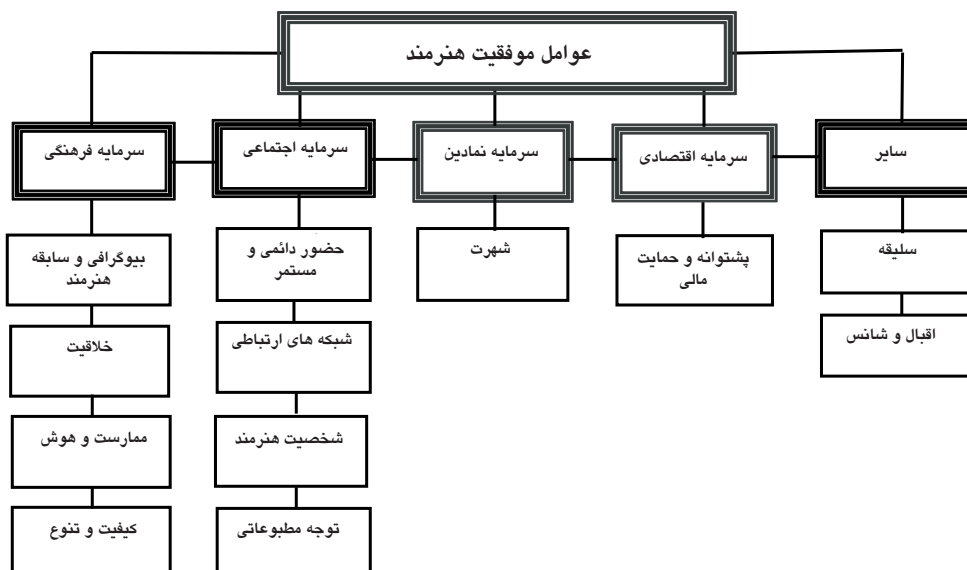 عوامل موفقیت هنرمند
سرمایه فرهنگی
سرمایه اجتماعی
سرمایه نمادین
سرمایه اقتصادی
سایر
بیوگرافی و سابقه
هنرمند
خلاقیت
ممارست و هوش
کیفیت و تنوع
حضور دائمی و
مستمر
شبکه های ارتباطی
شخصیت هنرمند
توجه مطبوعاتی
شهرت
پشتوانه و حمایت
مالی
سلیقه
اقبال و شانس